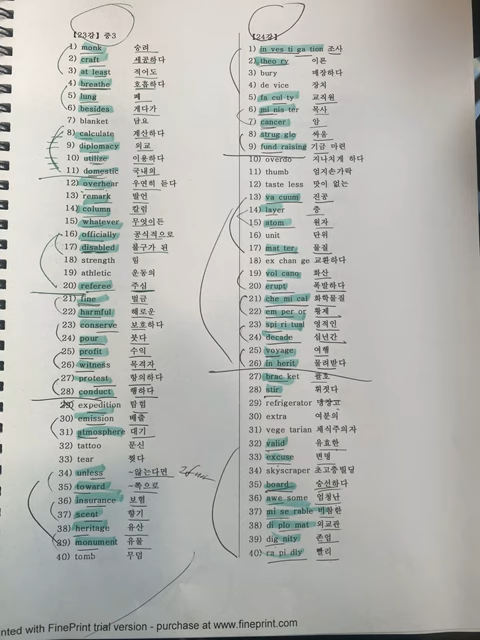 【23강】 중3
1) monk 승려
2) craft 세공하다
3) at least 적어도
4) breathe 호흡하다
5) lung 폐
6) besides 게다가
7) blanket 담요
8) calculate 계산하다
9) diplomacy 외교
10) utilize 이용하다
11) domestic 국내의
12) overhear 우연히 듣다
13) remark 발언
14) column 칼럼
15) whatever 무엇이든
16) officially 공식적으로
17) disabled 불구가 된
18) strength 힘
19) athletic 운동의
20) referee 주심
21) fine 벌금
22) harmful 해로운
23) conserve 보호하다
24) pour 붓다
25) profit 수익
26) witness 목격자
27) protest 항의하다
28) conduct 행하다
29) expedition 탐험
30) emission 배출
31) atmosphere 대기
32) tattoo 문신
33) tear 찢다
34) unless ~않는다면
35) toward ~쪽으로
36) insurance 보험
37) scent 향기
38) heritage 유산
39) monument 유물
40) tomb 무덤
【24강】
1) in ves ti ga tion 조사
2) theo ry 이론
3) bury 매장하다
4) de vice 장치
5) fa cul ty 교직원
6) mi nis ter 목사
7) cancer 암
8) strug gle 싸움
9) fund raising 기금 마련
10) overdo 지나치게 하다
11) thumb 엄지손가락
12) taste less 맛이 없는
13) va cuum 진공
14) layer 층
15) atom 원자
16) unit 단위
17) mat ter 물질
18) ex chan ge 교환하다
19) vol cano 화산
20) erupt 폭발하다
21) che mi cal 화학물질
22) em per or 황제
23) spi ri tual 영적인
24) decade 십년간
25) voyage 여행
26) in herit 물려받다
27) brac ket 괄호
28) stir 휘젓다
29) refrigerator 냉장고
30) extra 여분의
31) vege tarian 채식주의자
32) valid 유효한
33) excuse 변명
34) skyscraper 초고층빌딩
35) board 승선하다
36) awe some 엄청난
37) mi se rable 비참한
38) di plo mat 외교관
39) dig nity 존엄
40) ra pi dly 빨리
nted with FinePrint trial version - purchase at www.fineprint.com